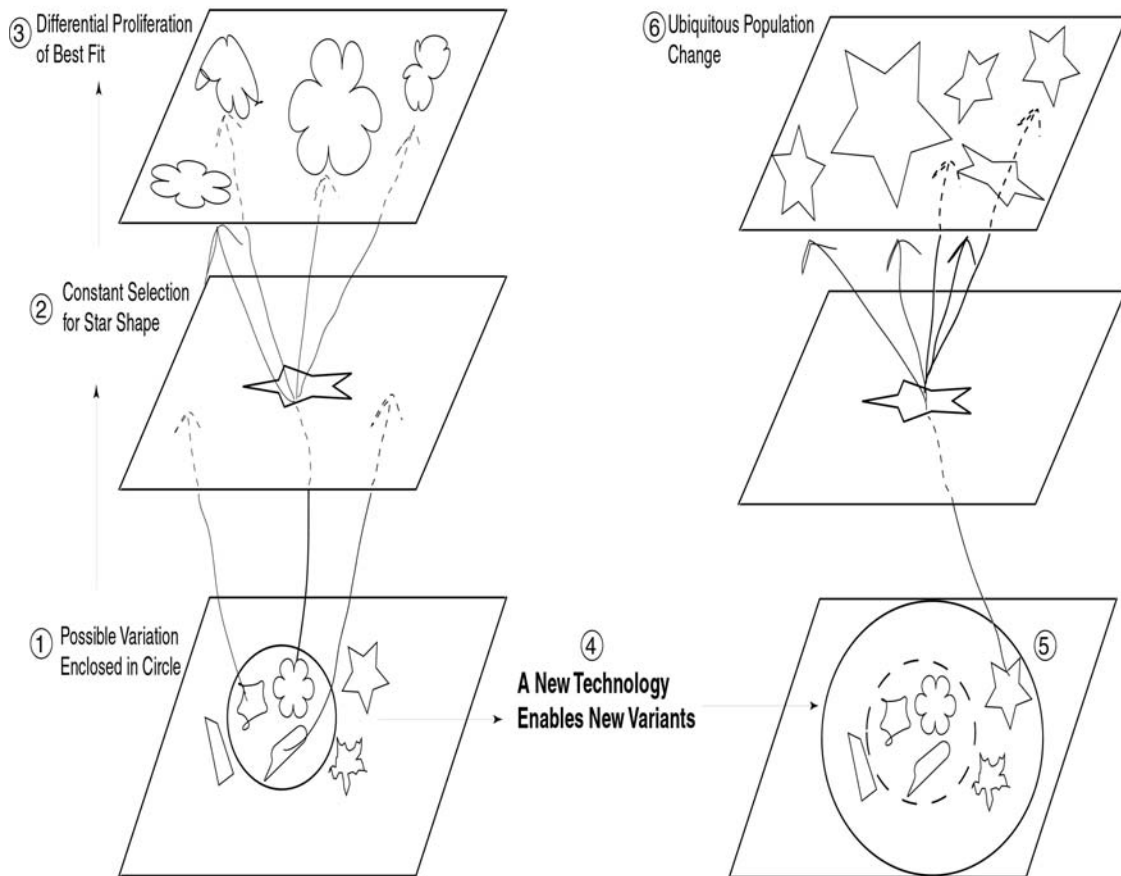 ③ Differential Proliferation
of Best Fit
⑥ Ubiquitous Population
Change
② Constant Selection
for Star Shape
① Possible Variation
Enclosed in Circle
④
A New Technology
Enables New Variants
⑤